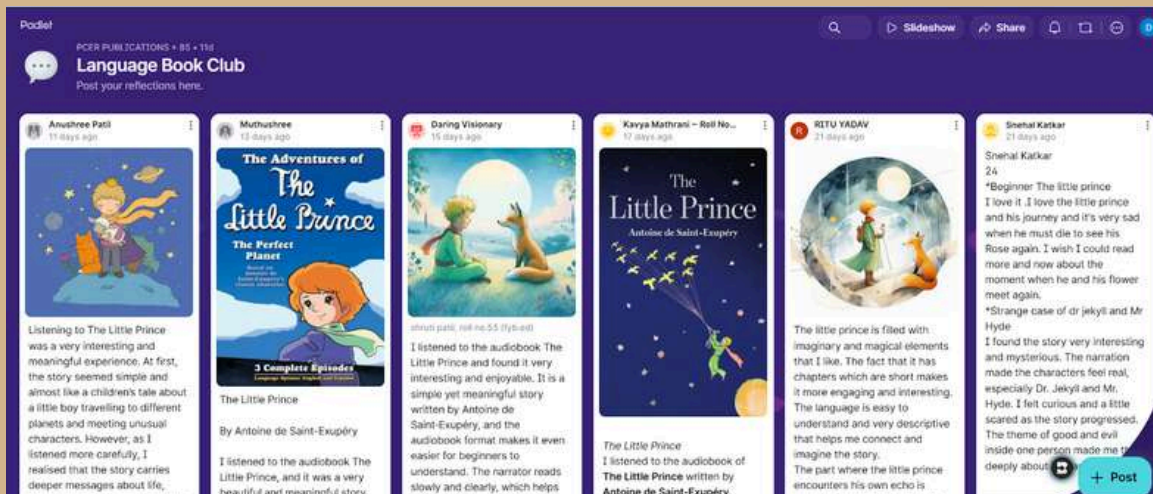 Padlet
Slideshow
Share
PCER PUBLICATIONS • 85 • 11d
Language Book Club
Post your reflections here.
Anushree Patil
11 days ago
Listening to The Little Prince
was a very interesting and
meaningful experience. At first,
the story seemed simple and
almost like a children's tale about
a little boy travelling to different
planets and meeting unusual
characters. However, as I
listened more carefully, I
realised that the story carries
deeper messages about life,
Muthushree
13 days ago
The Adventures of
The
Little Prince
The Perfect
Planet
Based on
Antoine de
Saint-Exupéry's
3 Complete Episodes
The Little Prince
By Antoine de Saint-Exupéry
I listened to the audiobook The
Little Prince, and it was a very
beautiful and meaningful story
Daring Visionary
15 days ago
shruti patil, roll no.55 (fyb.ed)
I listened to the audiobook The
Little Prince and found it very
interesting and enjoyable. It is a
simple yet meaningful story
written by Antoine de
Saint-Exupéry, and the
audiobook format makes it even
easier for beginners to
understand. The narrator reads
slowly and clearly, which helps
Kavya Mathrani – Roll No...
17 days ago
The
Little Prince
Antoine de Saint-Exupéry
The Little Prince
I listened to the audiobook of
The Little Prince written by
Antoine de Saint-Exupéry
R
RITU YADAV
21 days ago
The little prince is filled with
imaginary and magical elements
that I like. The fact that it has
chapters which are short makes
it more engaging and interesting.
The language is easy to
understand and very descriptive
that helps me connect and
imagine the story.
The part where the little prince
encounters his own echo is
Snehal Katkar
21 days ago
Snehal Katkar
24
*Beginner The little prince
I love it .I love the little prince
and his journey and it's very sad
when he must die to see his
Rose again. I wish I could read
more and now about the
moment when he and his flower
meet again.
*Strange case of dr jekyll and Mr
Hyde
I found the story very interesting
and mysterious. The narration
made the characters feel real,
especially Dr. Jekyll and Mr.
Hyde. I felt curious and a little
scared as the story progressed.
The theme of good and evil
inside one person made me
deeply about
+ Post